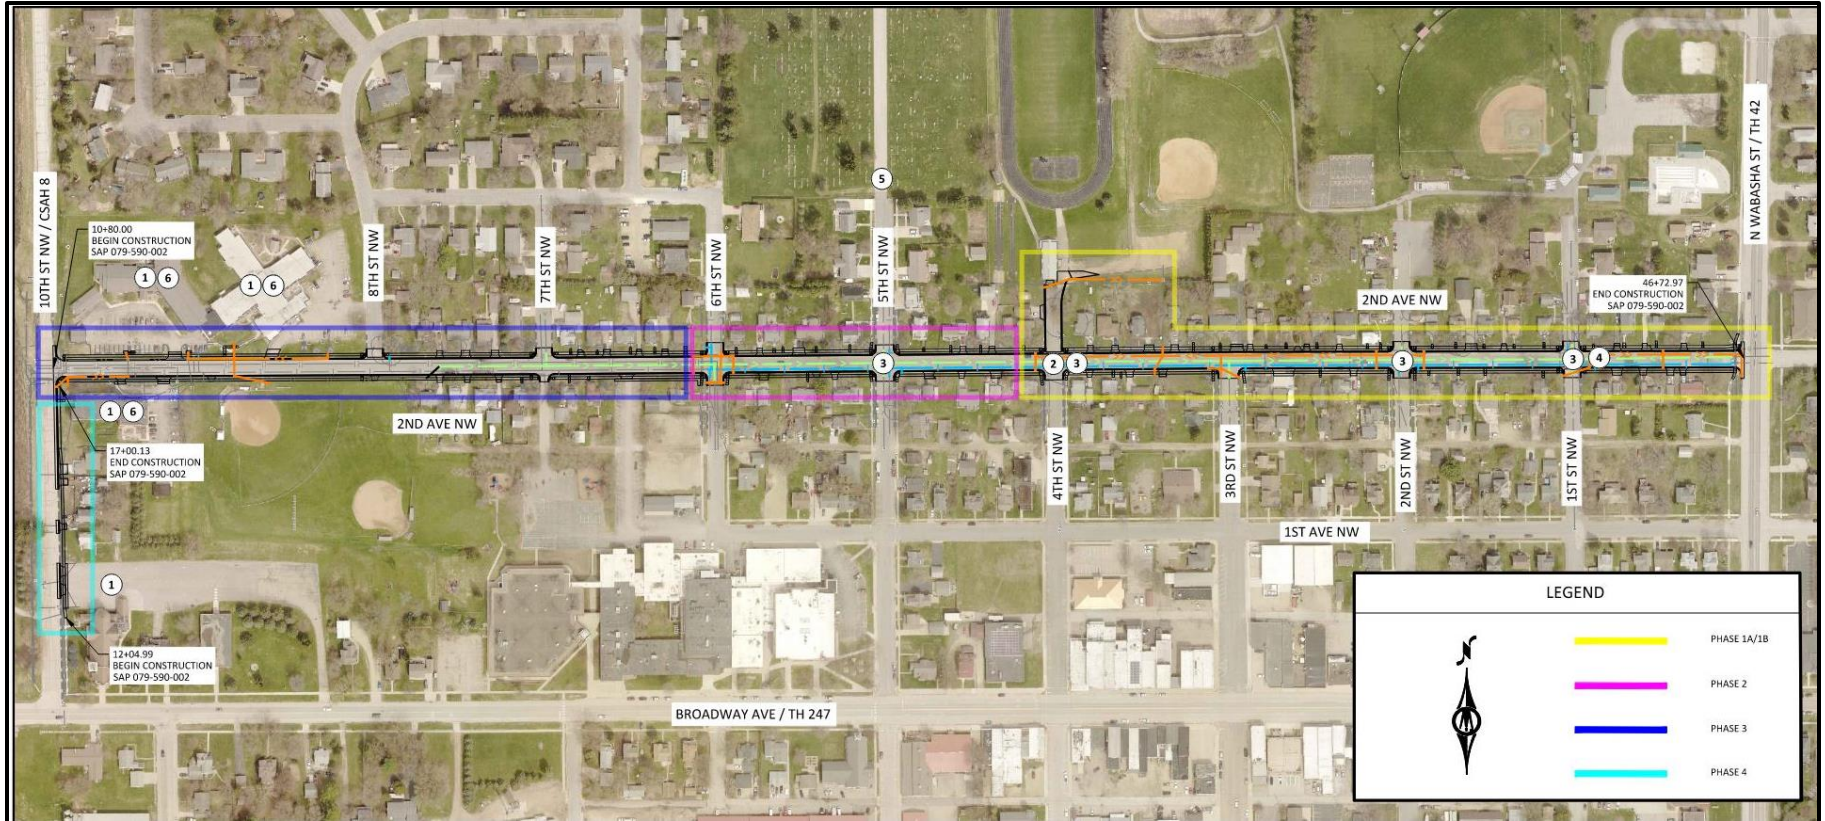 10TH ST NW / CSAH 8
10+80.00
BEGIN CONSTRUCTION
SAP 079-590-002
1 6
1 6
8TH ST NW
7TH ST NW
6TH ST NW
5
5TH ST NW
2ND AVE NW
N WABASHA ST / TH 42
46+72.97
END CONSTRUCTION
SAP 079-590-002
3
2 3
3
3 4
1 6
2ND AVE NW
17+00.13
END CONSTRUCTION
SAP 079-590-002
4TH ST NW
3RD ST NW
2ND ST NW
1ST ST NW
1ST AVE NW
1
12+04.99
BEGIN CONSTRUCTION
SAP 079-590-002
BROADWAY AVE / TH 247
LEGEND
N
PHASE 1A/1B
PHASE 2
PHASE 3
PHASE 4